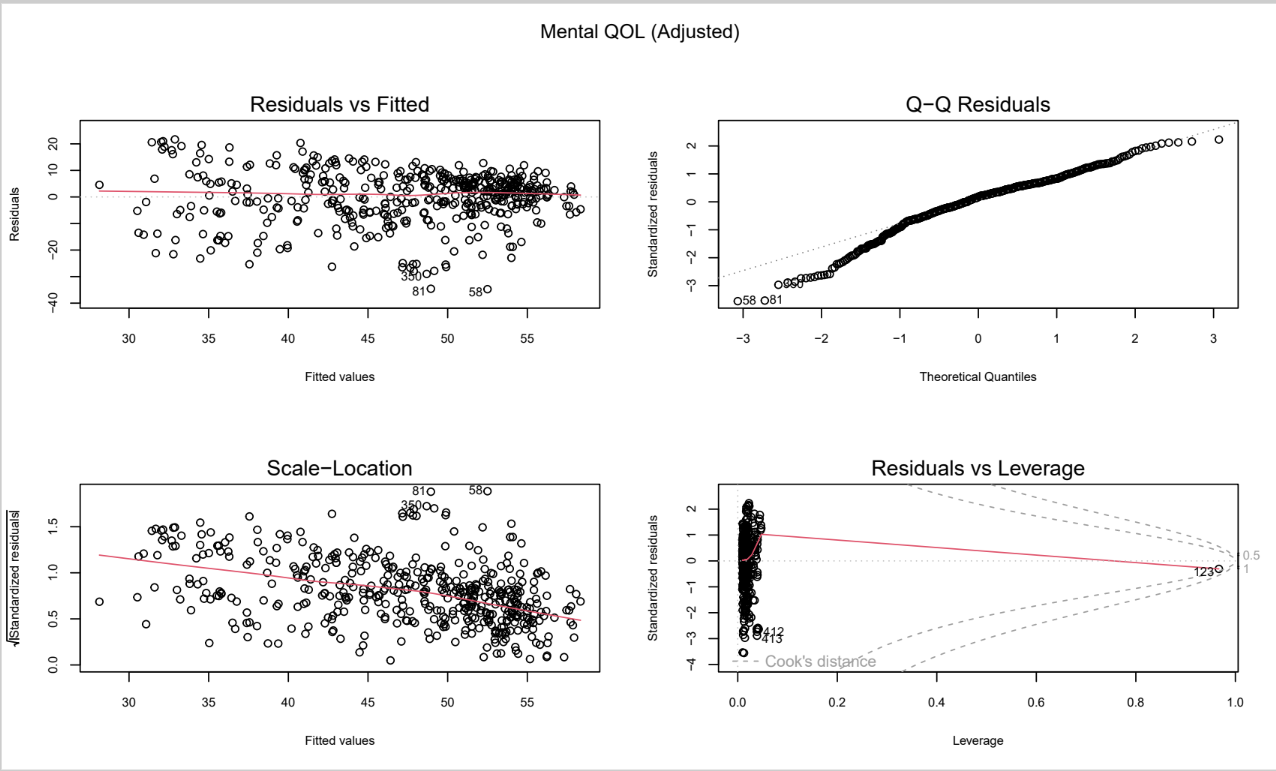 Mental QOL (Adjusted)
Residuals vs Fitted
Residuals
20
10
0
−20
−40
350
81
58
30 35 40 45 50 55
Fitted values
Q−Q Residuals
Standardized residuals
2
1
0
−1
−2
−3
58 81
−3 −2 −1 0 1 2 3
Theoretical Quantiles
Scale−Location
√|Standardized residuals|
1.5
1.0
0.5
0.0
81
58
350
30 35 40 45 50 55
Fitted values
Residuals vs Leverage
Standardized residuals
2
1
0
−1
−2
−3
−4
0.5
1
123
412
413
Cook's distance
0.0 0.2 0.4 0.6 0.8 1.0
Leverage